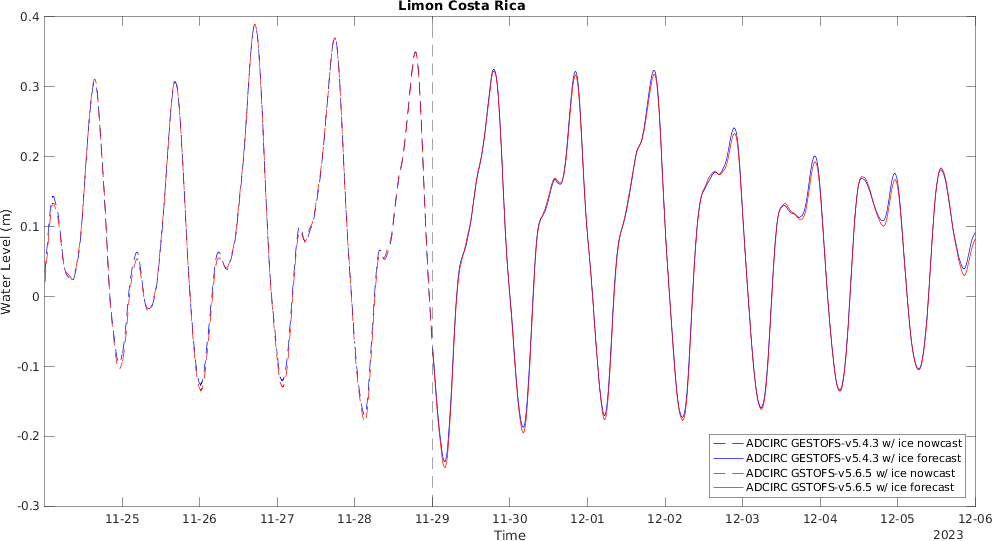 Limon Costa Rica
0.4
0.3
0.2
0.1
0
-0.1
-0.2
-0.3
Water Level (m)
ADCIRC GESTOFS-v5.4.3 w/ ice nowcast
ADCIRC GESTOFS-v5.4.3 w/ ice forecast
ADCIRC GSTOFS-v5.6.5 w/ ice nowcast
ADCIRC GSTOFS-v5.6.5 w/ ice forecast
11-25 11-26 11-27 11-28 11-29 11-30 12-01 12-02 12-03 12-04 12-05 12-06
Time
2023